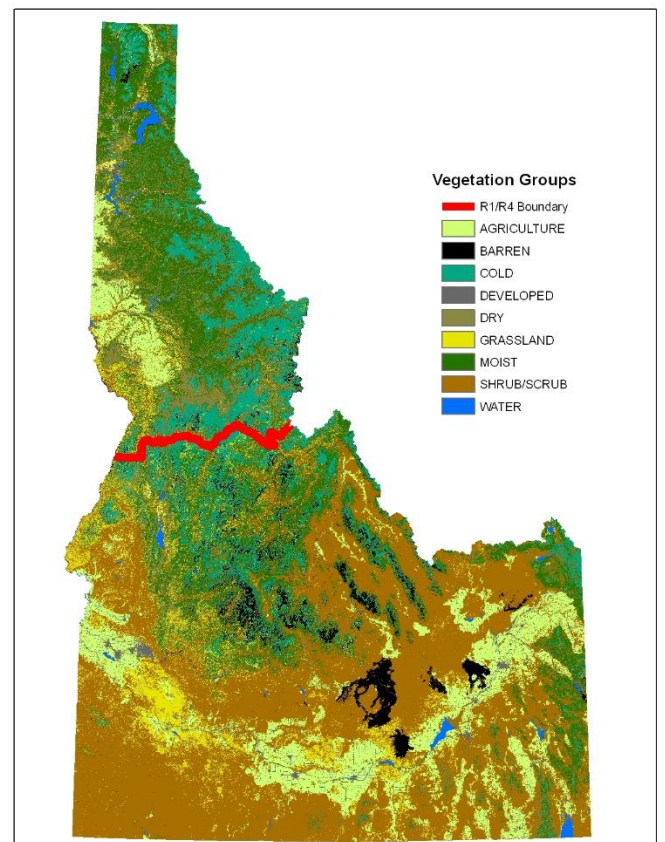 Vegetation Groups
R1/R4 Boundary
AGRICULTURE
BARREN
COLD
DEVELOPED
DRY
GRASSLAND
MOIST
SHRUB/SCRUB
WATER